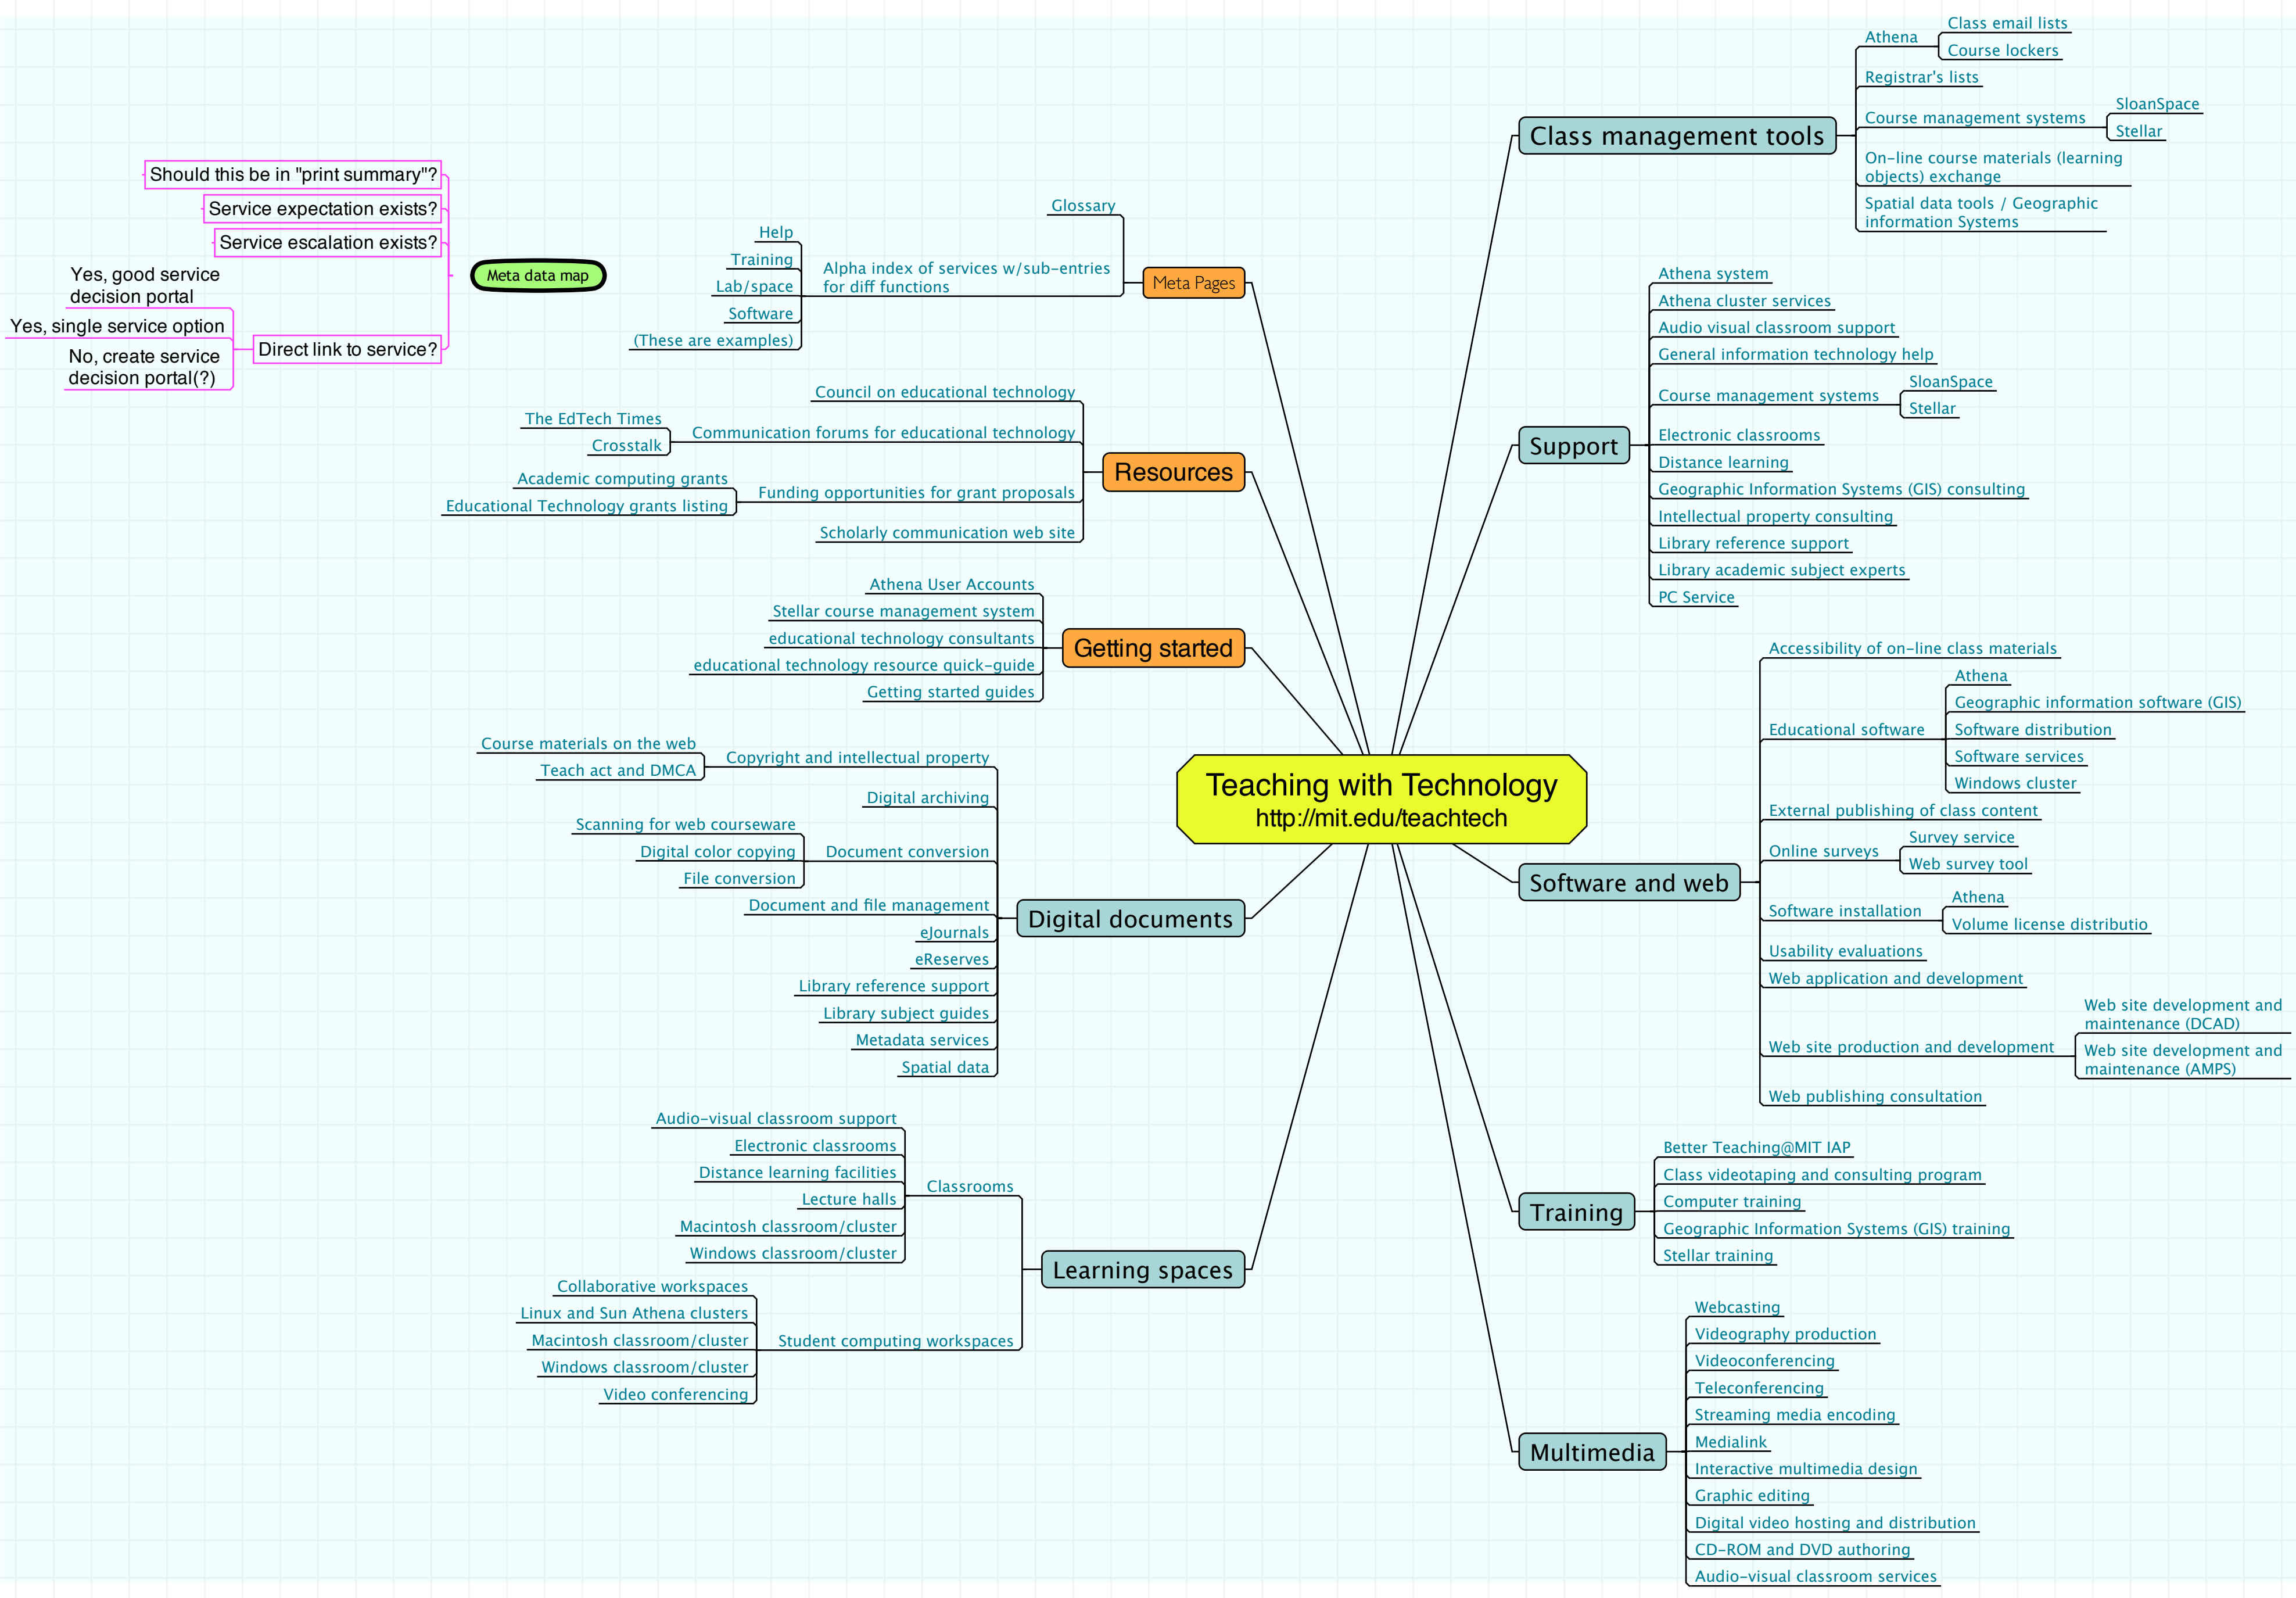 Teaching with Technology
http://mit.edu/teachtech
Class management tools
Athena
Class email lists
Course lockers
Registrar's lists
Course management systems
SloanSpace
Stellar
On-line course materials (learning
objects) exchange
Spatial data tools / Geographic
information Systems
Support
Athena system
Athena cluster services
Audio visual classroom support
General information technology help
Course management systems
SloanSpace
Stellar
Electronic classrooms
Distance learning
Geographic Information Systems (GIS) consulting
Intellectual property consulting
Library reference support
Library academic subject experts
PC Service
Software and web
Accessibility of on-line class materials
Educational software
Athena
Geographic information software (GIS)
Software distribution
Software services
Windows cluster
External publishing of class content
Online surveys
Survey service
Web survey tool
Software installation
Athena
Volume license distributio
Usability evaluations
Web application and development
Web site production and development
Web site development and
maintenance (DCAD)
Web site development and
maintenance (AMPS)
Web publishing consultation
Training
Better Teaching@MIT IAP
Class videotaping and consulting program
Computer training
Geographic Information Systems (GIS) training
Stellar training
Multimedia
Webcasting
Videography production
Videoconferencing
Teleconferencing
Streaming media encoding
Medialink
Interactive multimedia design
Graphic editing
Digital video hosting and distribution
CD-ROM and DVD authoring
Audio-visual classroom services
Meta Pages
Glossary
Alpha index of services w/sub-entries
for diff functions
Help
Training
Lab/space
Software
(These are examples)
Resources
Council on educational technology
Communication forums for educational technology
The EdTech Times
Crosstalk
Funding opportunities for grant proposals
Academic computing grants
Educational Technology grants listing
Scholarly communication web site
Getting started
Athena User Accounts
Stellar course management system
educational technology consultants
educational technology resource quick-guide
Getting started guides
Digital documents
Copyright and intellectual property
Course materials on the web
Teach act and DMCA
Digital archiving
Document conversion
Scanning for web courseware
Digital color copying
File conversion
Document and file management
eJournals
eReserves
Library reference support
Library subject guides
Metadata services
Spatial data
Learning spaces
Classrooms
Audio-visual classroom support
Electronic classrooms
Distance learning facilities
Lecture halls
Macintosh classroom/cluster
Windows classroom/cluster
Student computing workspaces
Collaborative workspaces
Linux and Sun Athena clusters
Macintosh classroom/cluster
Windows classroom/cluster
Video conferencing
Meta data map
Should this be in "print summary"?
Service expectation exists?
Service escalation exists?
Direct link to service?
Yes, good service
decision portal
Yes, single service option
No, create service
decision portal(?)